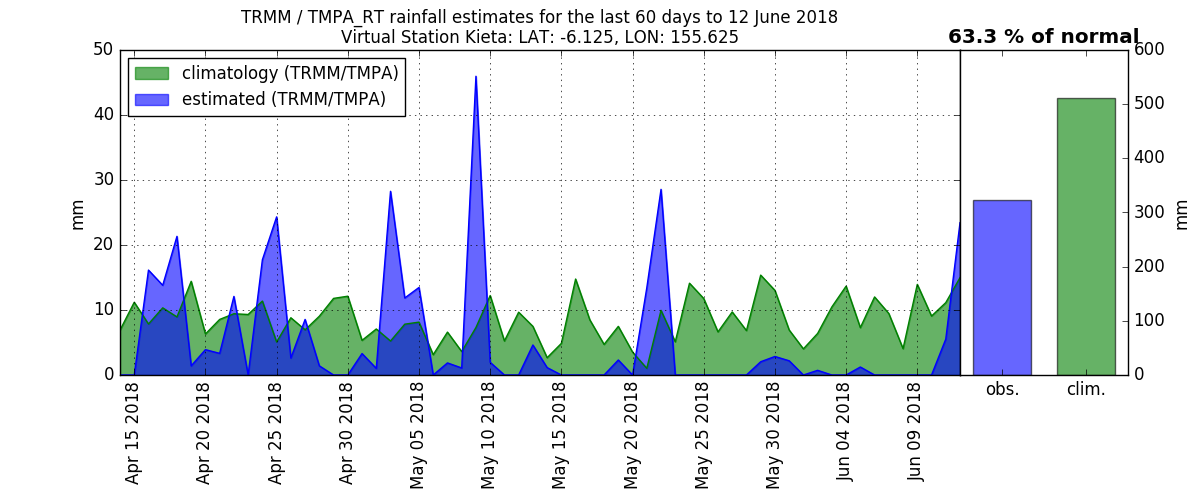 TRMM / TMPA_RT rainfall estimates for the last 60 days to 12 June 2018
Virtual Station Kieta: LAT: -6.125, LON: 155.625
63.3 % of normal
climatology (TRMM/TMPA)
estimated (TRMM/TMPA)
50
40
30
20
10
0
mm
Apr 15 2018
Apr 20 2018
Apr 25 2018
Apr 30 2018
May 05 2018
May 10 2018
May 15 2018
May 20 2018
May 25 2018
May 30 2018
Jun 04 2018
Jun 09 2018
obs.
clim.
600
500
400
300
200
100
0
mm